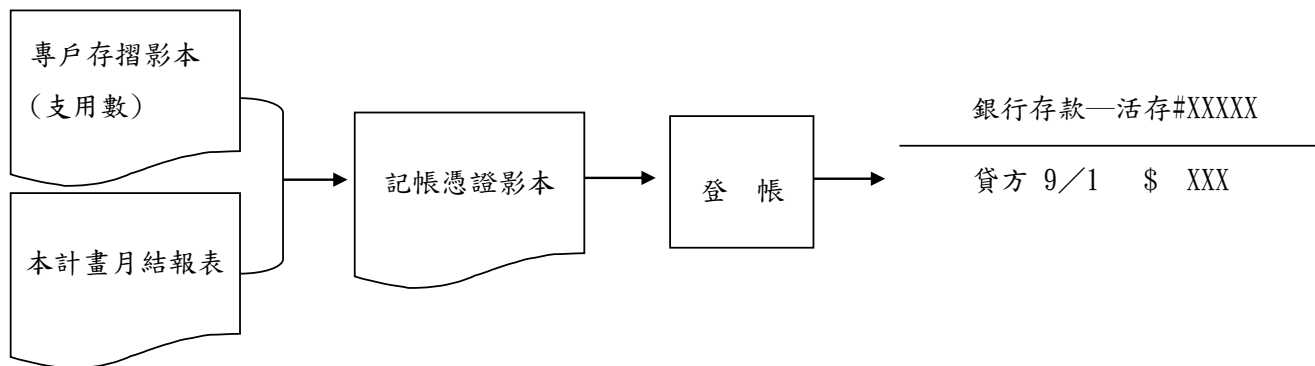 專戶存摺影本
(支用數)
本計畫月結報表
記帳憑證影本
登 帳
銀行存款—活存#XXXXX
貸方 9／1 $ XXX